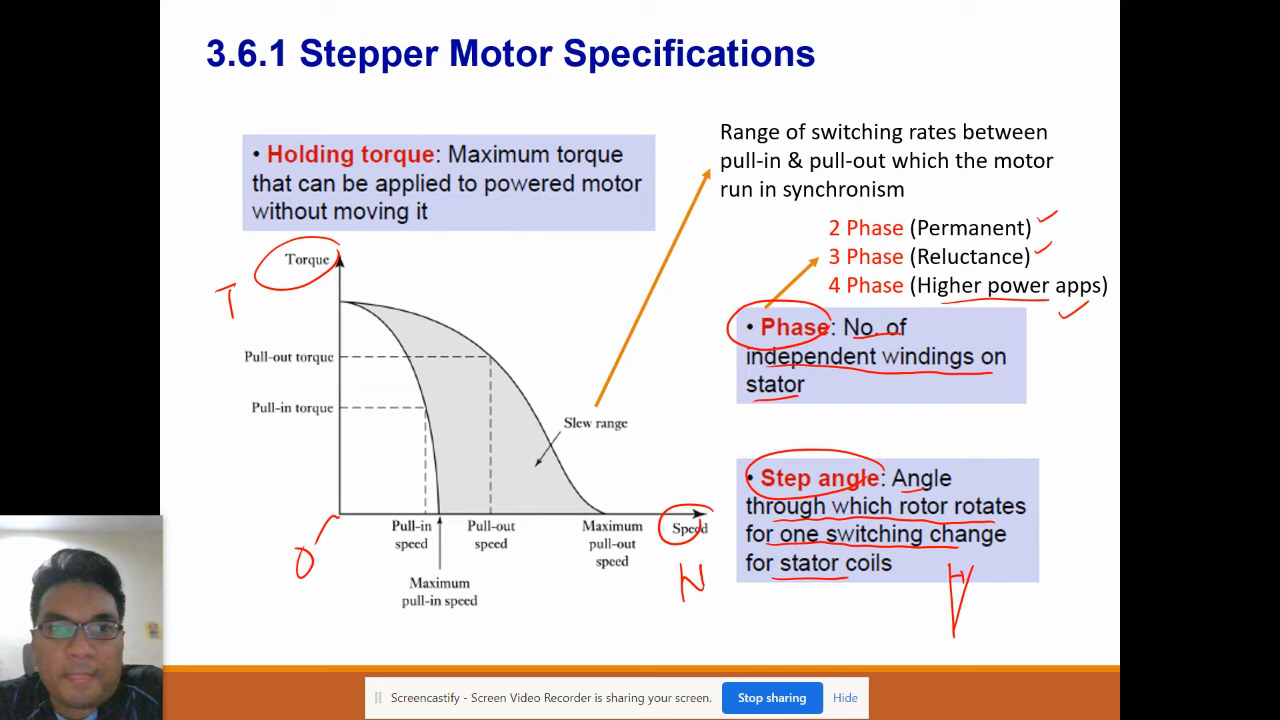 3.6.1 Stepper Motor Specifications
• Holding torque: Maximum torque
that can be applied to powered motor
without moving it
Range of switching rates between
pull-in & pull-out which the motor
run in synchronism
2 Phase (Permanent)
3 Phase (Reluctance)
4 Phase (Higher power apps)
• Phase: No. of
independent windings on
stator
• Step angle: Angle
through which rotor rotates
for one switching change
for stator coils
Torque
T
Pull-out torque
Pull-in torque
Slew range
O
Pull-in
speed
Pull-out
speed
Maximum
pull-out
speed
Speed
N
Maximum
pull-in speed
Screencastify - Screen Video Recorder is sharing your screen.
Stop sharing
Hide